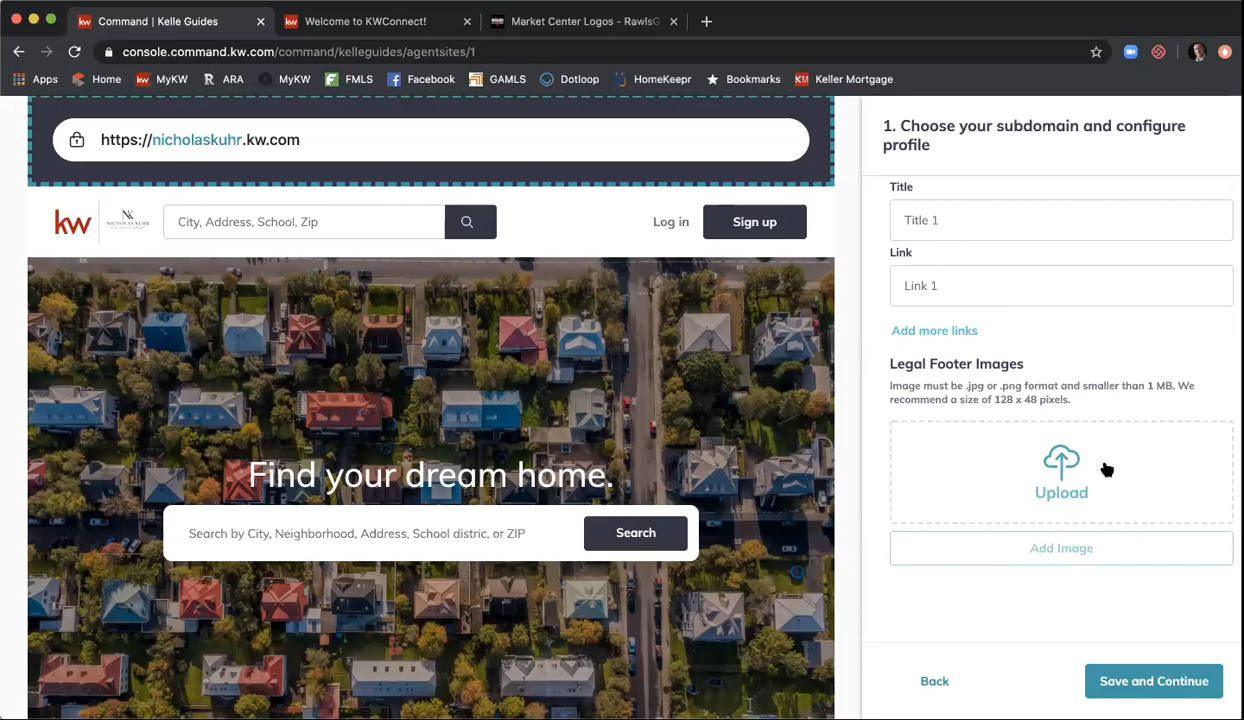 Command | Kelle Guides
Welcome to KWConnect!
Market Center Logos - RawlsG
console.command.kw.com/command/kelleguides/agentsites/1
Apps
Home
kw MyKW
R ARA
MyKW
FMLS
Facebook
GAMLS
Dotloop
HomeKeepr
Bookmarks
KM Keller Mortgage
https://nicholaskuhr.kw.com
kw
NK
NICHOLAS KUHR
City, Address, School, Zip
Log in
Sign up
Find your dream home.
Search by City, Neighborhood, Address, School distric, or ZIP
Search
1. Choose your subdomain and configure
profile
Title
Title 1
Link
Link 1
Add more links
Legal Footer Images
Image must be .jpg or .png format and smaller than 1 MB. We
recommend a size of 128 x 48 pixels.
Upload
Add Image
Back
Save and Continue